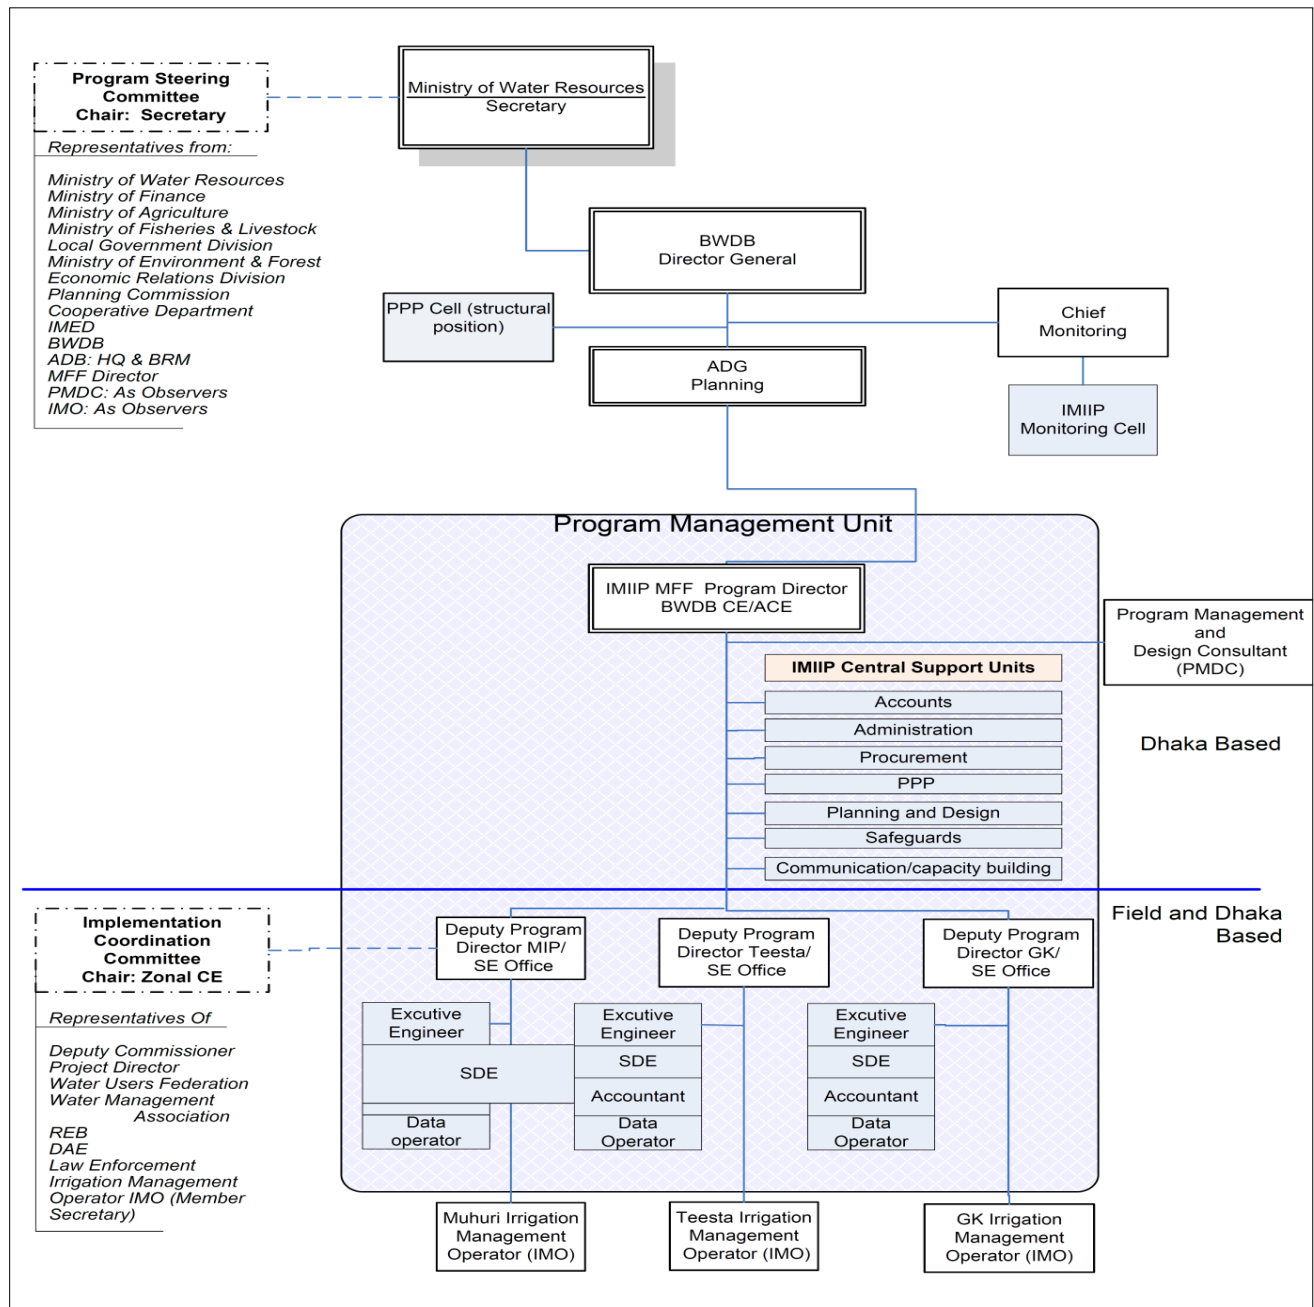 Program Steering
Committee
Chair:  Secretary
Representatives from:
Ministry of Water Resources
Ministry of Finance
Ministry of Agriculture
Ministry of Fisheries & Livestock
Local Government Division
Ministry of Environment & Forest
Economic Relations Division
Planning Commission
Cooperative Department
IMED
BWDB
ADB: HQ & BRM
MFF Director
PMDC: As Observers
IMO: As Observers
Ministry of Water Resources
Secretary
BWDB
Director General
PPP Cell (structural
position)
Chief
Monitoring
ADG
Planning
IMIIP
Monitoring Cell
Program Management Unit
IMIIP MFF  Program Director
BWDB CE/ACE
Program Management
and
Design Consultant
(PMDC)
IMIIP Central Support Units
Accounts
Administration
Procurement
PPP
Planning and Design
Safeguards
Communication/capacity building
Dhaka Based
Field and Dhaka
Based
Implementation
Coordination
Committee
Chair: Zonal CE
Representatives Of
Deputy Commissioner
Project Director
Water Users Federation
Water Management
Association
REB
DAE
Law Enforcement
Irrigation Management
Operator IMO (Member
Secretary)
Deputy Program
Director MIP/
SE Office
Deputy Program
Director Teesta/
SE Office
Deputy Program
Director GK/
SE Office
Excutive
Engineer
SDE
Data
operator
Excutive
Engineer
SDE
Accountant
Data
Operator
Excutive
Engineer
SDE
Accountant
Data
Operator
Muhuri Irrigation
Management
Operator (IMO)
Teesta Irrigation
Management
Operator (IMO)
GK Irrigation
Management
Operator (IMO)